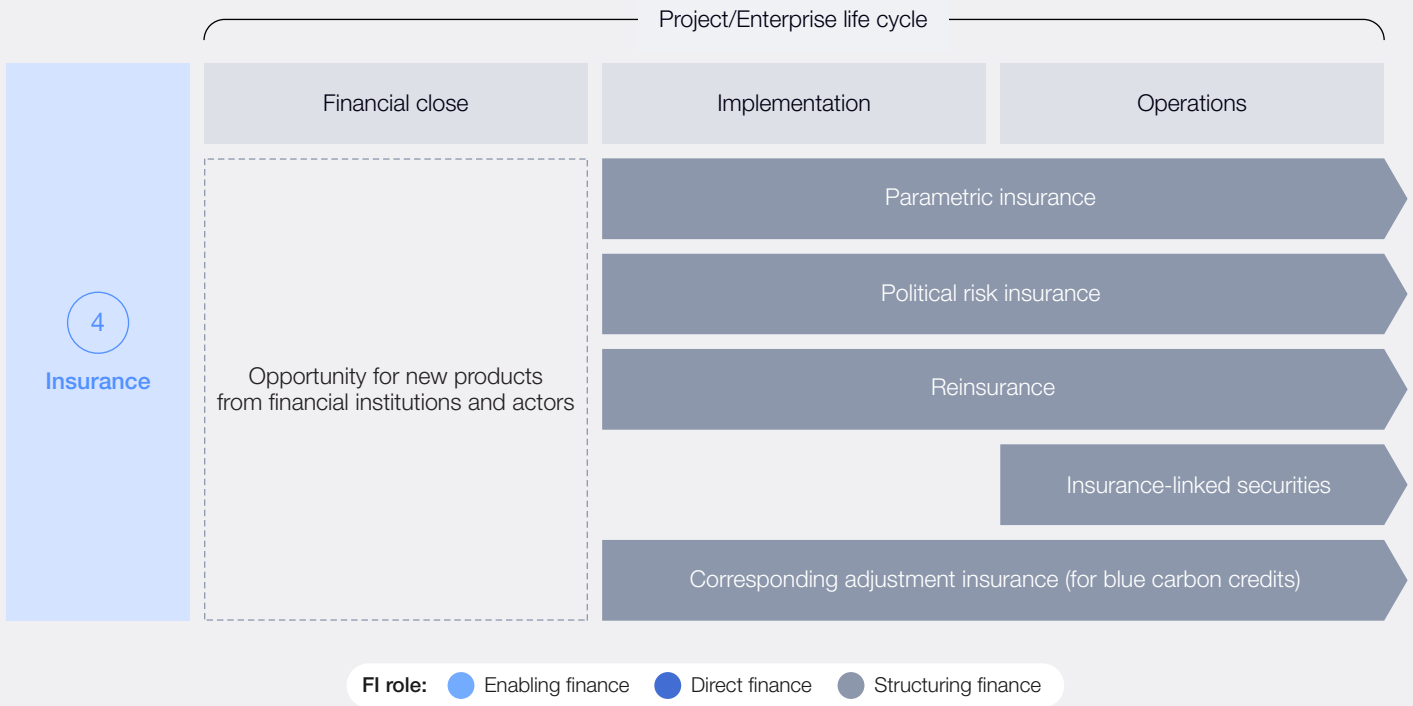 Project/Enterprise life cycle
Financial close
Implementation
Operations
4
Insurance
Opportunity for new products
from financial institutions and actors
Parametric insurance
Political risk insurance
Reinsurance
Insurance-linked securities
Corresponding adjustment insurance (for blue carbon credits)
FI role: Enabling finance Direct finance Structuring finance